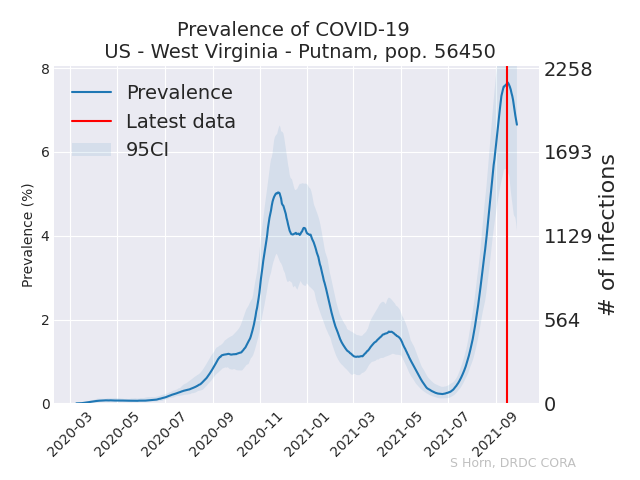 Prevalence of COVID-19
US - West Virginia - Putnam, pop. 56450
Prevalence
Latest data
95CI
Prevalence (%)
8
6
4
2
0
2258
1693
1129
564
0
# of infections
2020-03
2020-05
2020-07
2020-09
2020-11
2021-01
2021-03
2021-05
2021-07
2021-09
S Horn, DRDC CORA